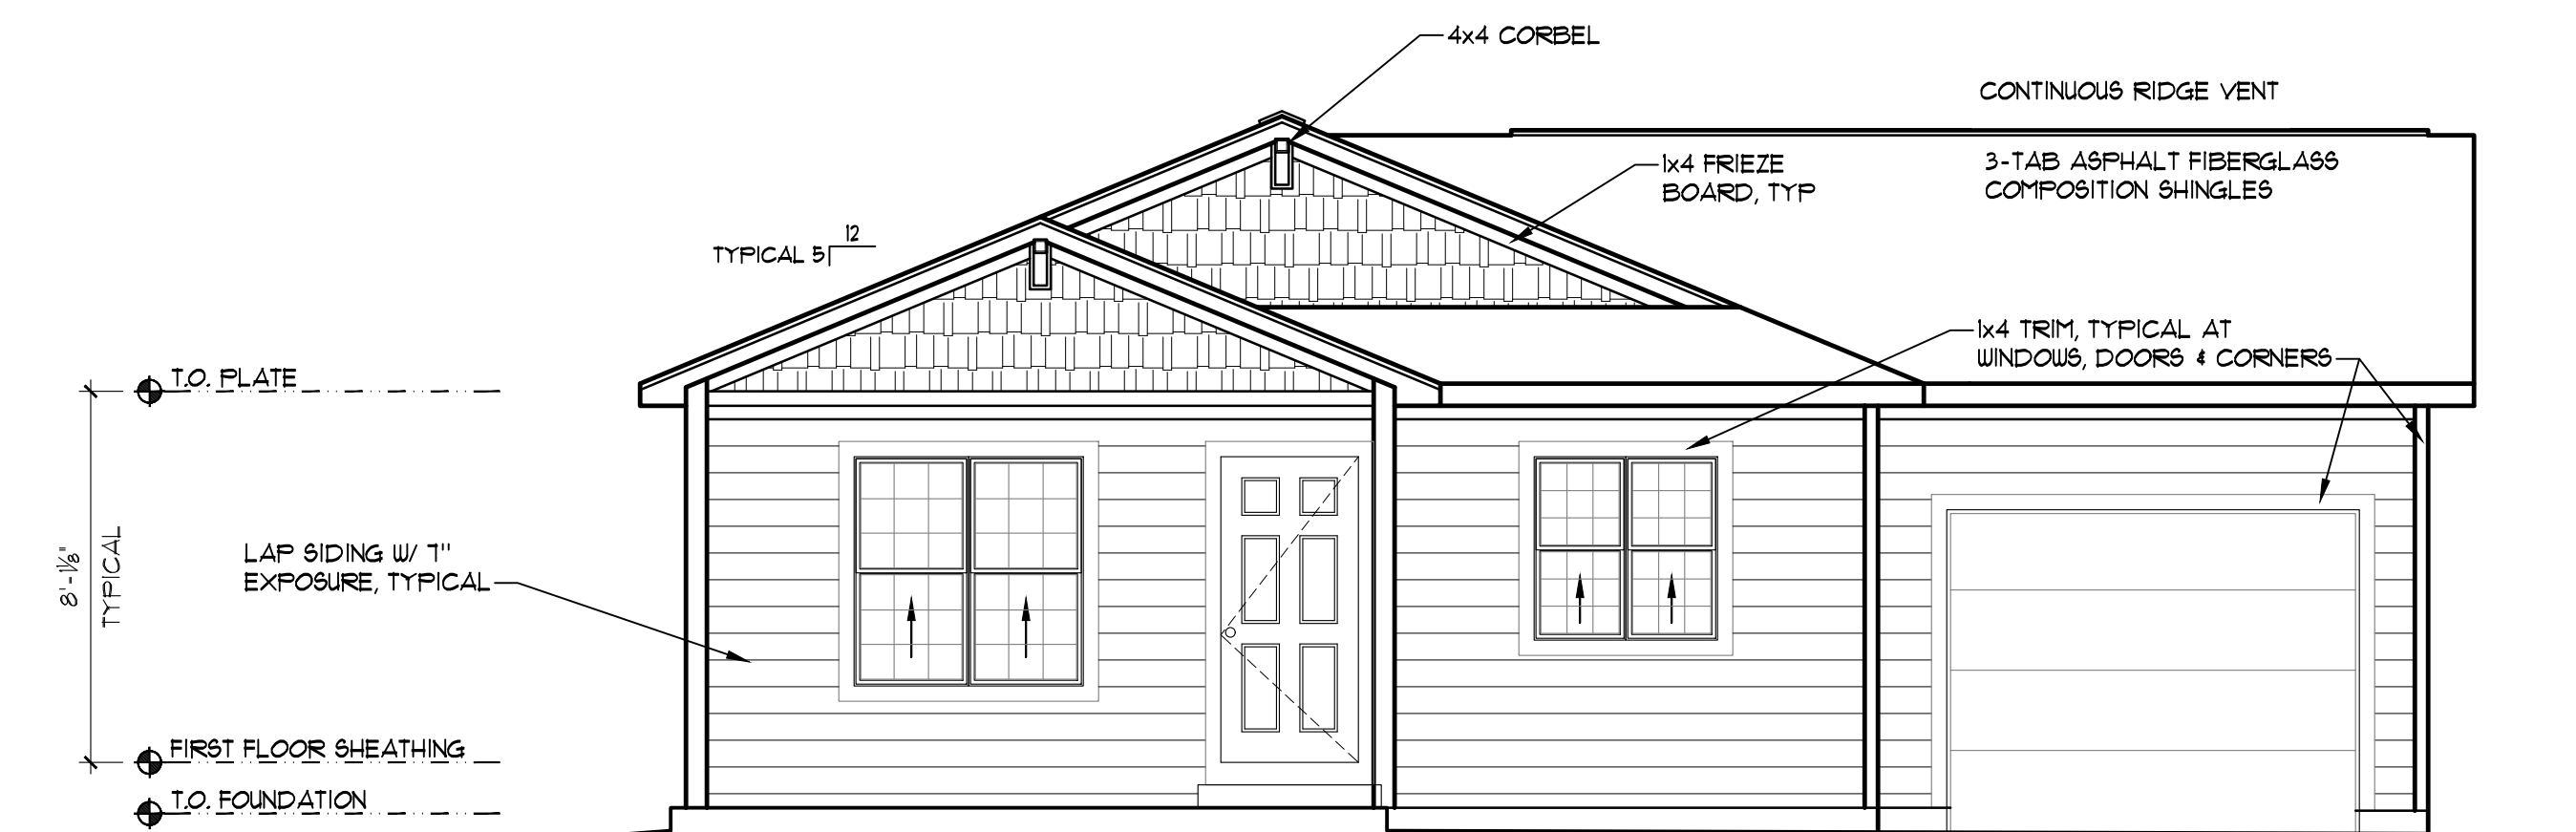 4x4 CORBEL
CONTINUOUS RIDGE VENT
1x4 FRIEZE
BOARD, TYP
3-TAB ASPHALT FIBERGLASS
COMPOSITION SHINGLES
12
TYPICAL 5
1x4 TRIM, TYPICAL AT
WINDOWS, DOORS & CORNERS
T.O. PLATE
8'-1⅛"
TYPICAL
LAP SIDING W/ 7"
EXPOSURE, TYPICAL
FIRST FLOOR SHEATHING
T.O. FOUNDATION